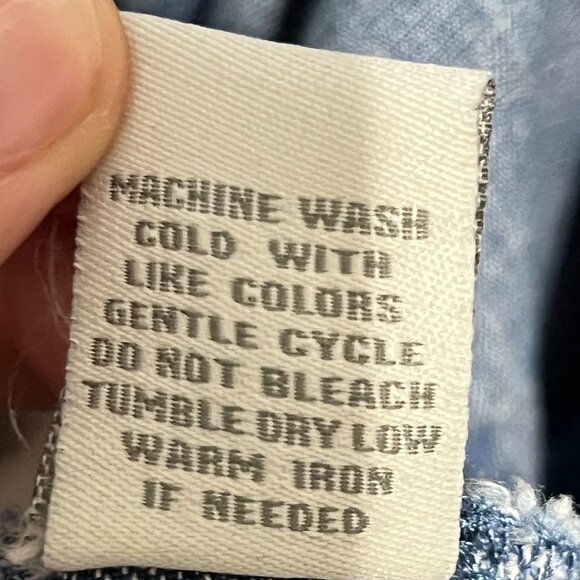 MACHINE WASH
COLD WITH
LIKE COLORS
GENTLE CYCLE
DO NOT BLEACH
TUMBLE DRY LOW
WARM IRON
IF NEEDED